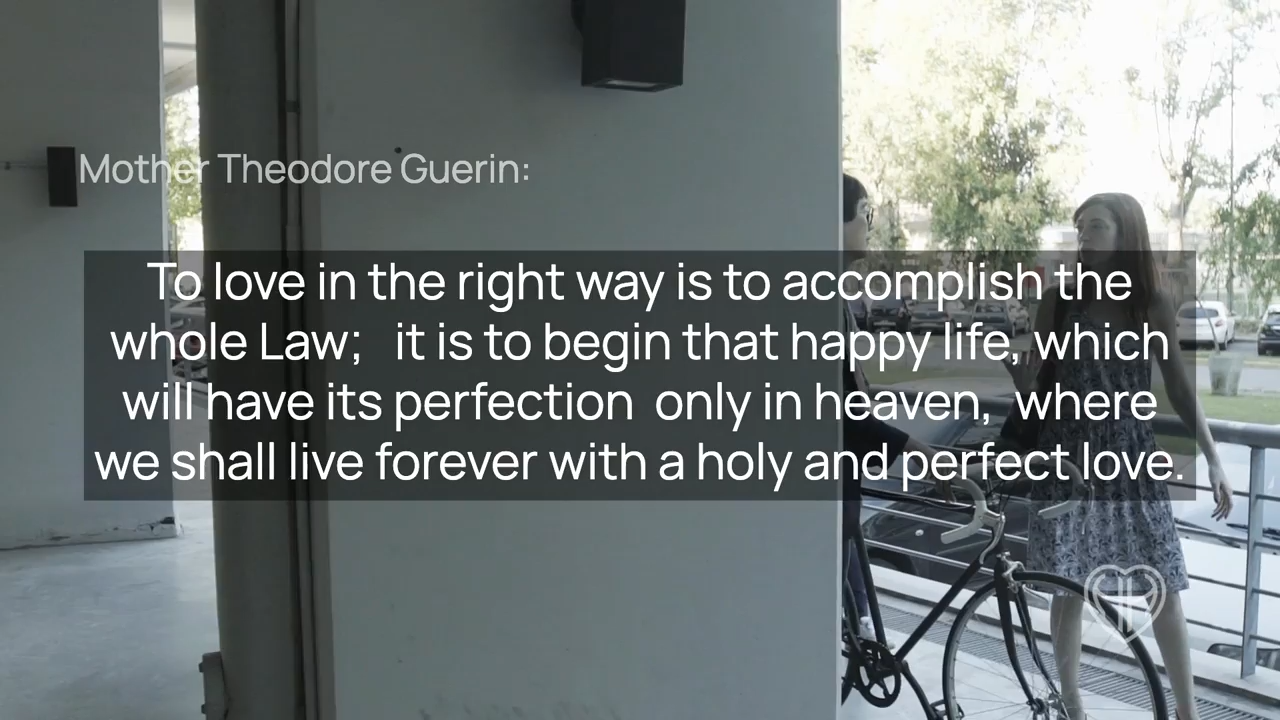 Mother Theodore Guerin:
To love in the right way is to accomplish the
whole Law;   it is to begin that happy life, which
will have its perfection  only in heaven,  where
we shall live forever with a holy and perfect love.